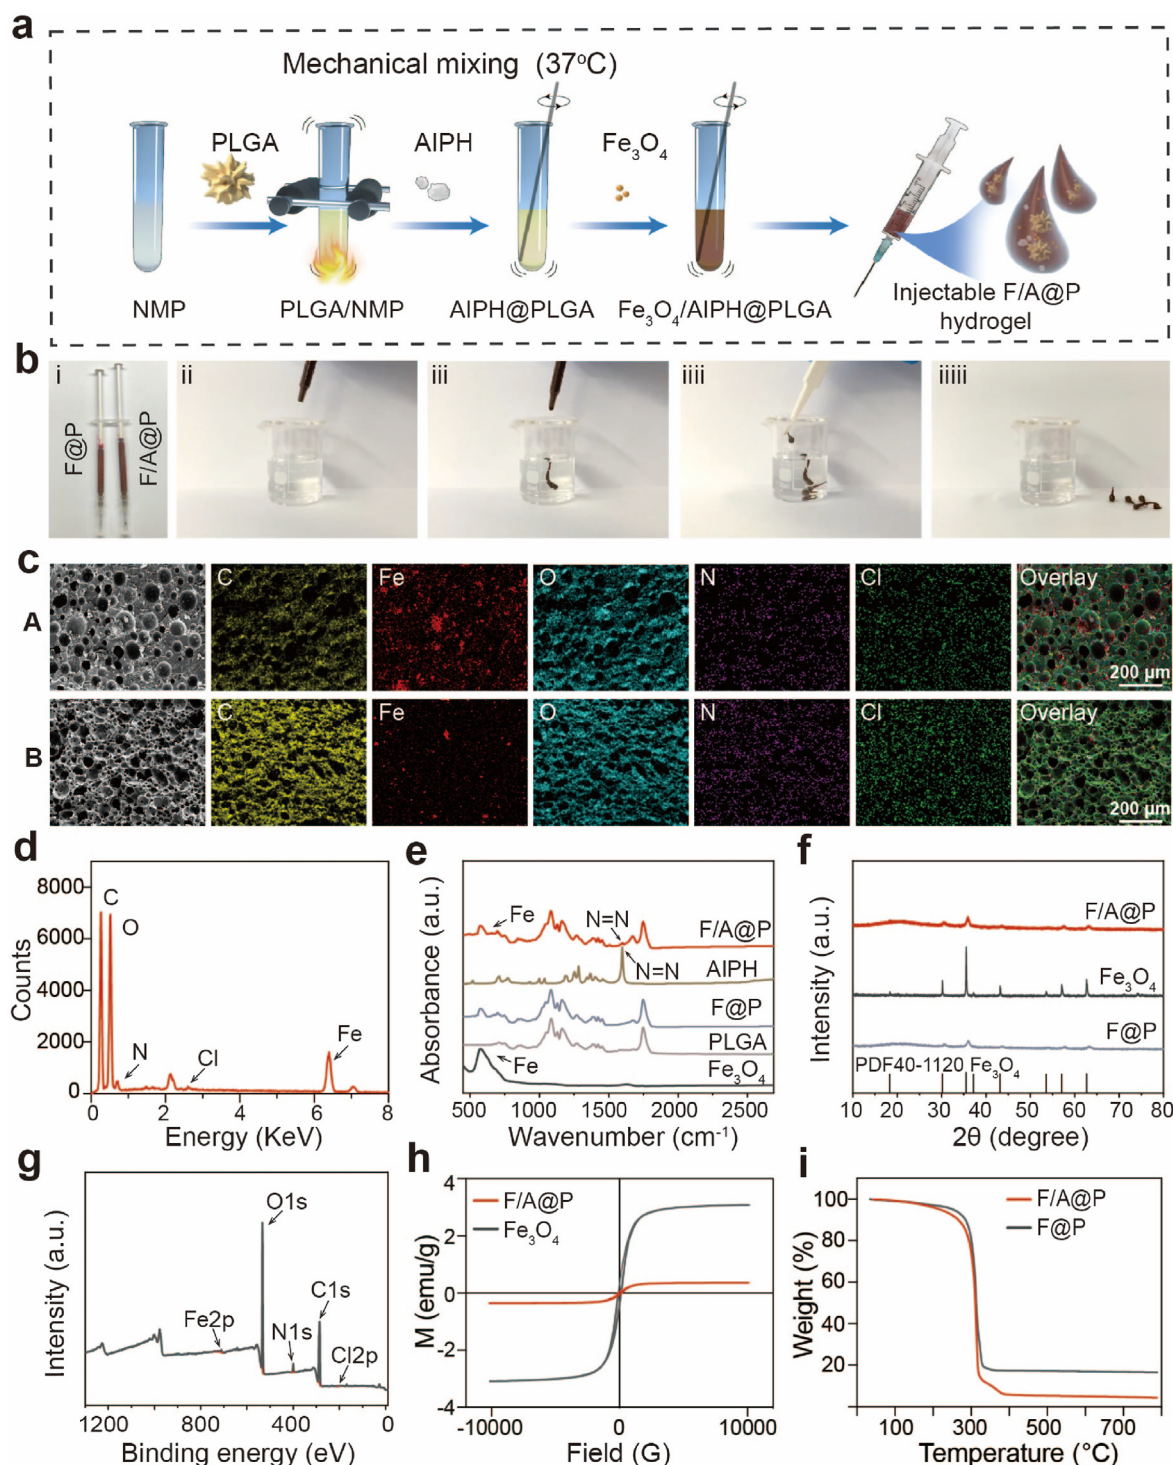 a
Mechanical mixing (37°C)
PLGA
AIPH
Fe₃O₄
NMP
PLGA/NMP
AIPH@PLGA
Fe₃O₄/AIPH@PLGA
Injectable F/A@P
hydrogel
b
i
F@P
F/A@P
ii
iii
iiii
iiiii
c
A
C
Fe
O
N
Cl
Overlay
200 μm
B
C
Fe
O
N
Cl
Overlay
200 μm
d
Counts
8000
6000
4000
2000
0
C
O
N
Cl
Fe
0 2 4 6 8
Energy (KeV)
e
Absorbance (a.u.)
Fe
N=N
F/A@P
AIPH
N=N
F@P
PLGA
Fe
Fe₃O₄
500 1000 1500 2000 2500
Wavenumber (cm⁻¹)
f
Intensity (a.u.)
F/A@P
Fe₃O₄
F@P
PDF40-1120 Fe₃O₄
10 20 30 40 50 60 70 80
2θ (degree)
g
Intensity (a.u.)
O1s
C1s
Fe2p
N1s
Cl2p
1200 800 400 0
Binding energy (eV)
h
M (emu/g)
4
2
0
-2
-4
F/A@P
Fe₃O₄
-10000 0 10000
Field (G)
i
Weight (%)
100
80
60
40
20
F/A@P
F@P
100 300 500 700
Temperature (°C)